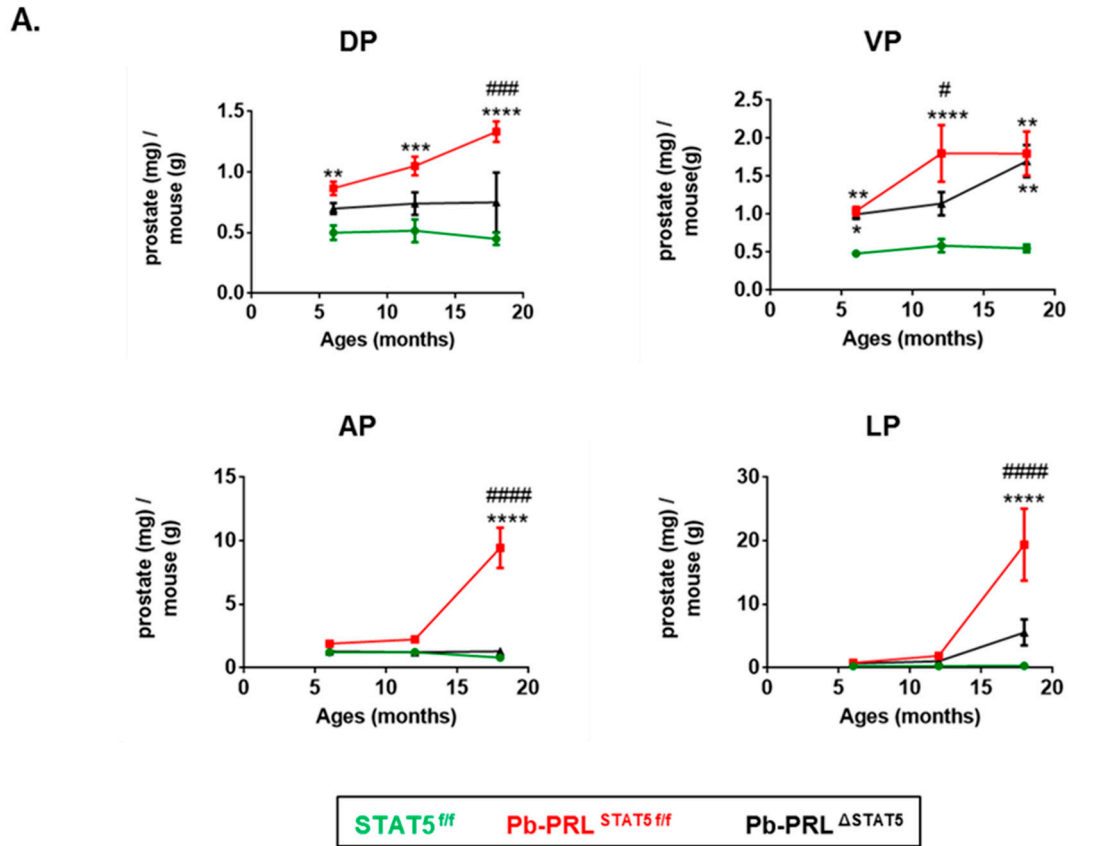 A.
DP
###
****
***
**
1.5
1.0
0.5
0.0
prostate (mg) /
mouse (g)
0 5 10 15 20
Ages (months)
VP
#
****
**
**
**
*
2.5
2.0
1.5
1.0
0.5
0.0
prostate (mg) /
mouse(g)
0 5 10 15 20
Ages (months)
AP
####
****
15
10
5
0
prostate (mg) /
mouse (g)
0 5 10 15 20
Ages (months)
LP
####
****
30
20
10
0
prostate (mg) /
mouse (g)
0 5 10 15 20
Ages (months)
STAT5 f/f Pb-PRL STAT5 f/f Pb-PRL ΔSTAT5